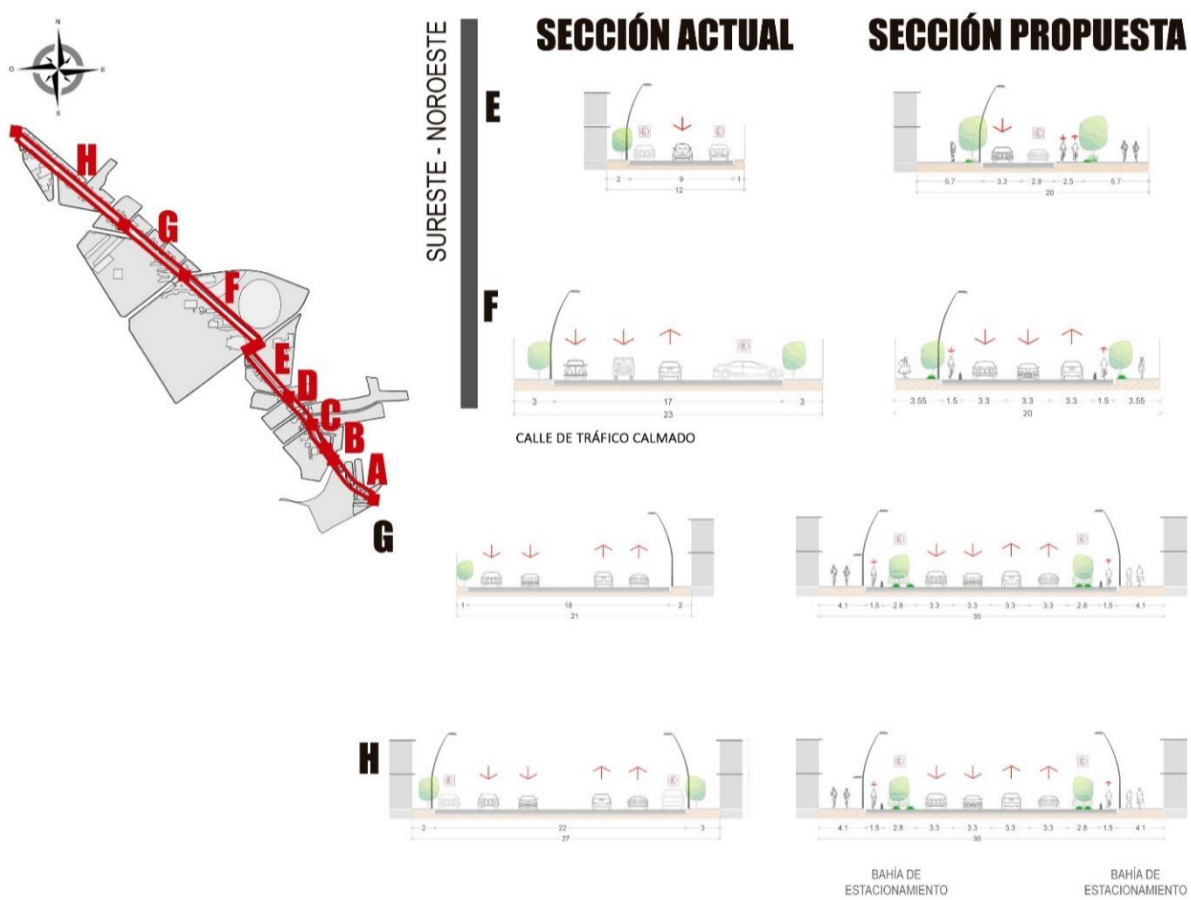 N
O
E
S
H
G
F
E
D
C
B
A
SURESTE - NOROESTE
SECCIÓN ACTUAL
SECCIÓN PROPUESTA
E
2 9 1
12
5.7 3.3 2.8 2.5 5.7
20
F
3 17 3
23
3.55 1.5 3.3 3.3 3.3 1.5 3.55
20
CALLE DE TRÁFICO CALMADO
G
1 18 2
21
4.1 1.5 2.8 3.3 3.3 3.3 3.3 2.8 1.5 4.1
30
H
2 22 3
27
4.1 1.5 2.8 3.3 3.3 3.3 3.3 2.8 1.5 4.1
30
BAHÍA DE
ESTACIONAMIENTO
BAHÍA DE
ESTACIONAMIENTO